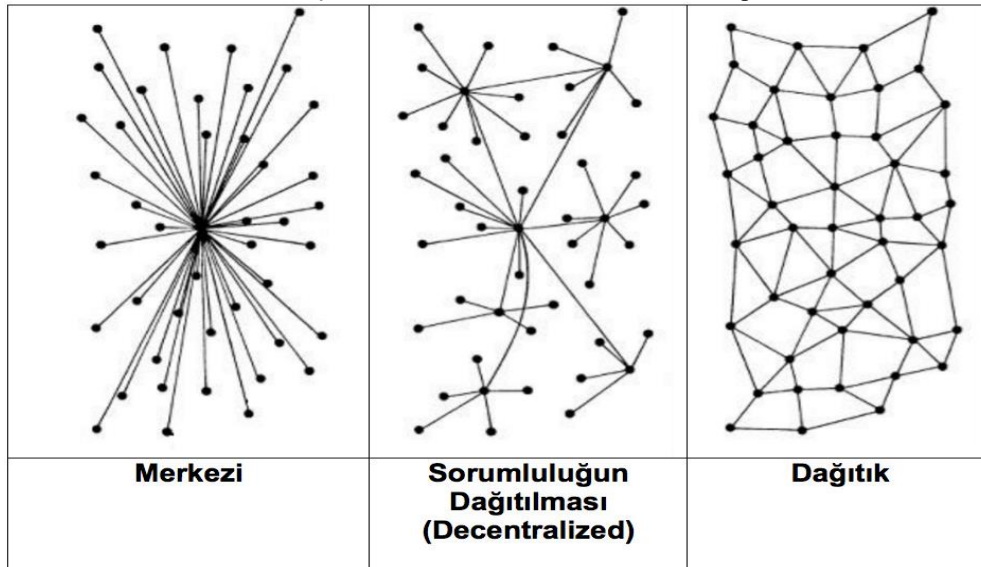 Merkezi
Sorumluluğun
Dağıtılması
(Decentralized)
Dağıtık